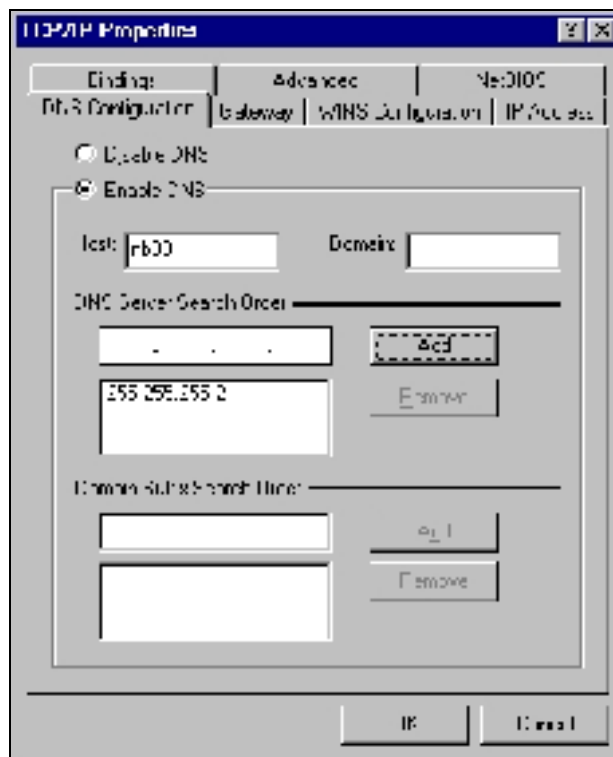 TCP/IP Properties
Bindings Advanced NetBIOS
DNS Configuration Gateway WINS Configuration IP Address
Disable DNS
Enable DNS
Host: Domain:
DNS Server Search Order
Add
255.255.255.2
Remove
Domain Suffix Search Order
Add
Remove
OK Cancel